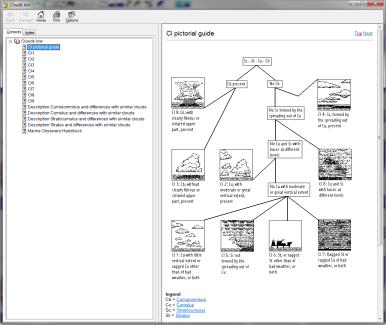 Clouds low
Back
Forward
Home
Print
Options
Contents
Index
Clouds low
Cl pictorial guide
Cl1
Cl2
Cl3
Cl4
Cl5
Cl6
Cl7
Cl8
Cl9
Description Cumulonimbus and differences with similar clouds
Description Cumulus and differences with similar clouds
Description Stratocumulus and differences with similar clouds
Description Stratus and differences with similar clouds
Marine Observers Handbook
Cl pictorial guide
Top Next
Sc - St - Cu - Cb
Cb present
No Cb
Cl 9: Cb, with
clearly fibrous or
striated upper
part, present
No Sc formed by the
spreading out of Cu
Cl 4: Sc, formed
by the spreading out
of Cu, present
No Cu and Sc with
bases at different
levels
Cl 3: Cb, without
clearly fibrous or
striated upper
part, present
Cl 2: Cu, with
moderate or great
vertical extent,
present
No Cu with moderate
or great vertical extent
Cl 8: Cu and Sc
with bases at
different levels
Cl 1: Cu with little
vertical extent or
ragged Cu other
than of bad
weather, or both
Cl 5: Sc not
formed by the
spreading out of
Cu
Cl 6: St, or ragged
St other than of
bad weather, or
both
Cl 7: Ragged St or
ragged Cu of bad
weather, or both
legend
Cb = Cumulonimbus
Cu = Cumulus
Sc = Stratocumulus
St = Stratus